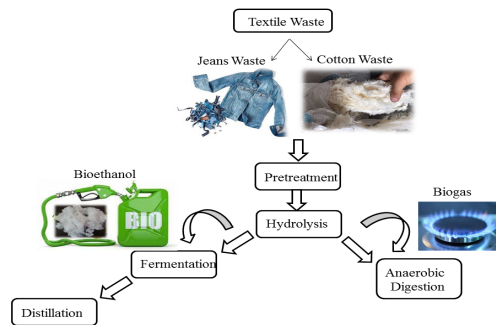 Textile Waste
Jeans Waste
Cotton Waste
Pretreatment
Bioethanol
Biogas
BIO
Hydrolysis
Fermentation
Anaerobic
Digestion
Distillation